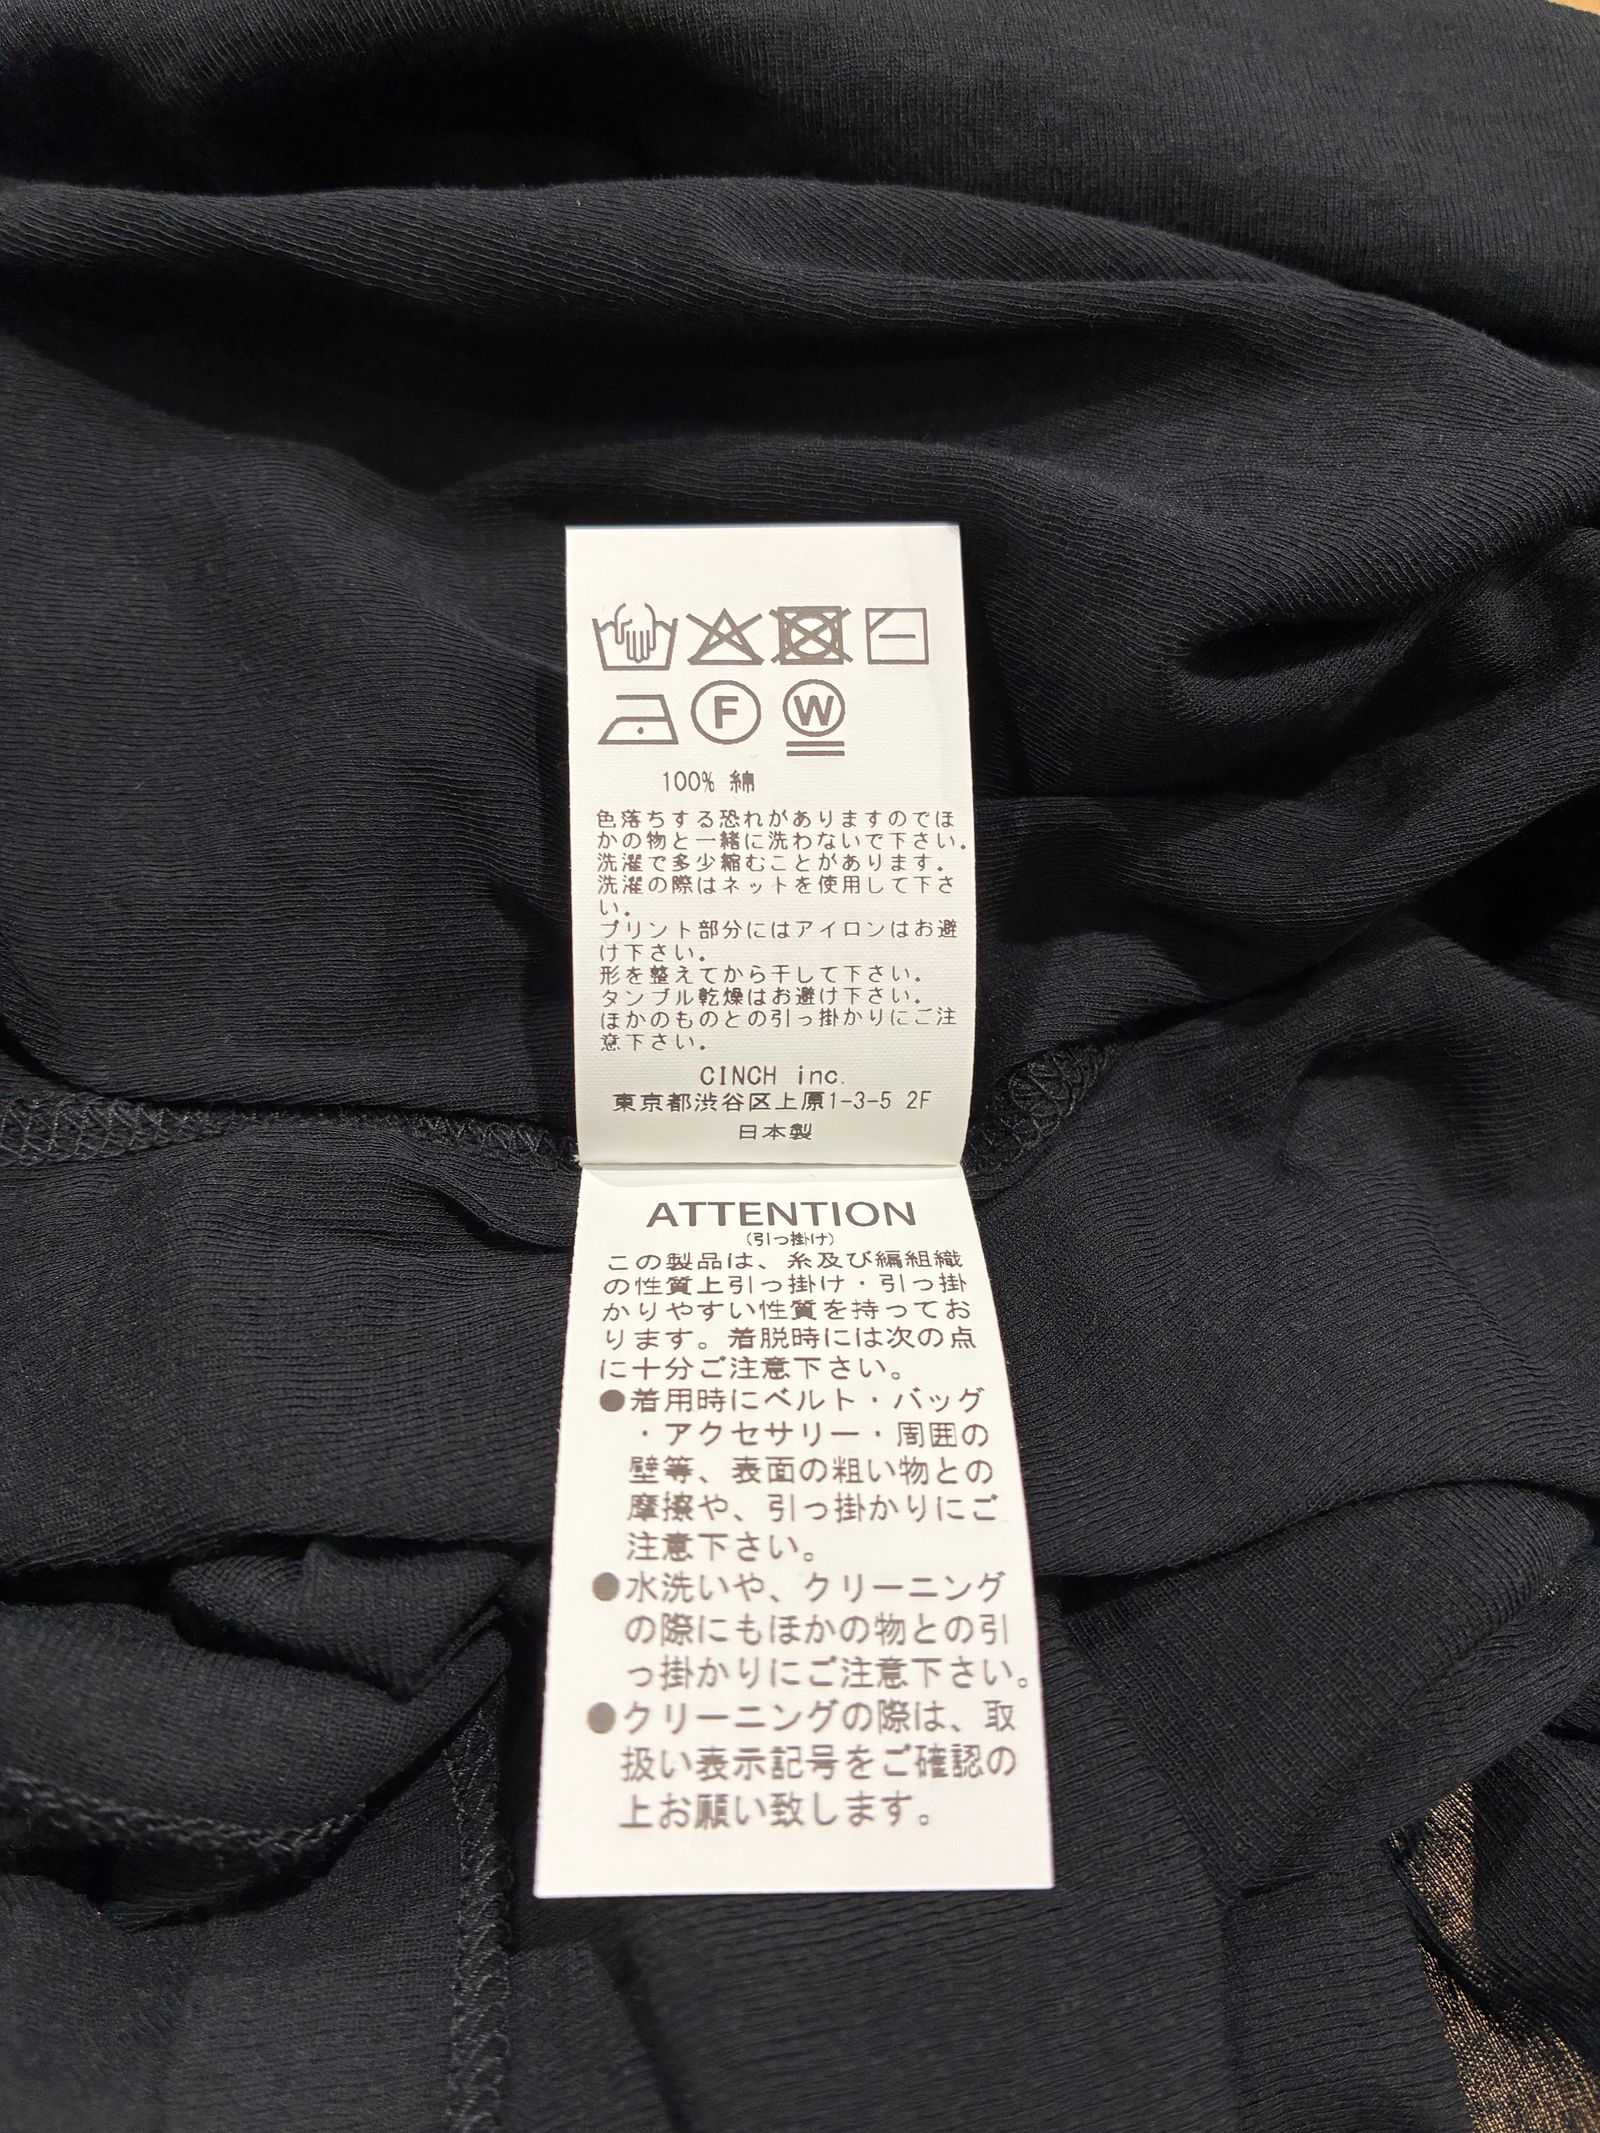 F W
100% 綿
色落ちする恐れがありますのでほ
かの物と一緒に洗わないで下さい。
洗濯で多少縮むことがあります。
洗濯の際はネットを使用して下さ
い。
プリント部分にはアイロンはお避
け下さい。
形を整えてから干して下さい。
タンブル乾燥はお避け下さい。
ほかのものとの引っ掛かりにご注
意下さい。
CINCH inc.
東京都渋谷区上原1-3-5 2F
日本製
ATTENTION
(引っ掛け)
この製品は、糸及び編組織
の性質上引っ掛け・引っ掛
かりやすい性質を持ってお
ります。着脱時には次の点
に十分ご注意下さい。
●着用時にベルト・バッグ
・アクセサリー・周囲の
壁等、表面の粗い物との
摩擦や、引っ掛かりにご
注意下さい。
●水洗いや、クリーニング
の際にもほかの物との引
っ掛かりにご注意下さい。
●クリーニングの際は、取
扱い表示記号をご確認の
上お願い致します。